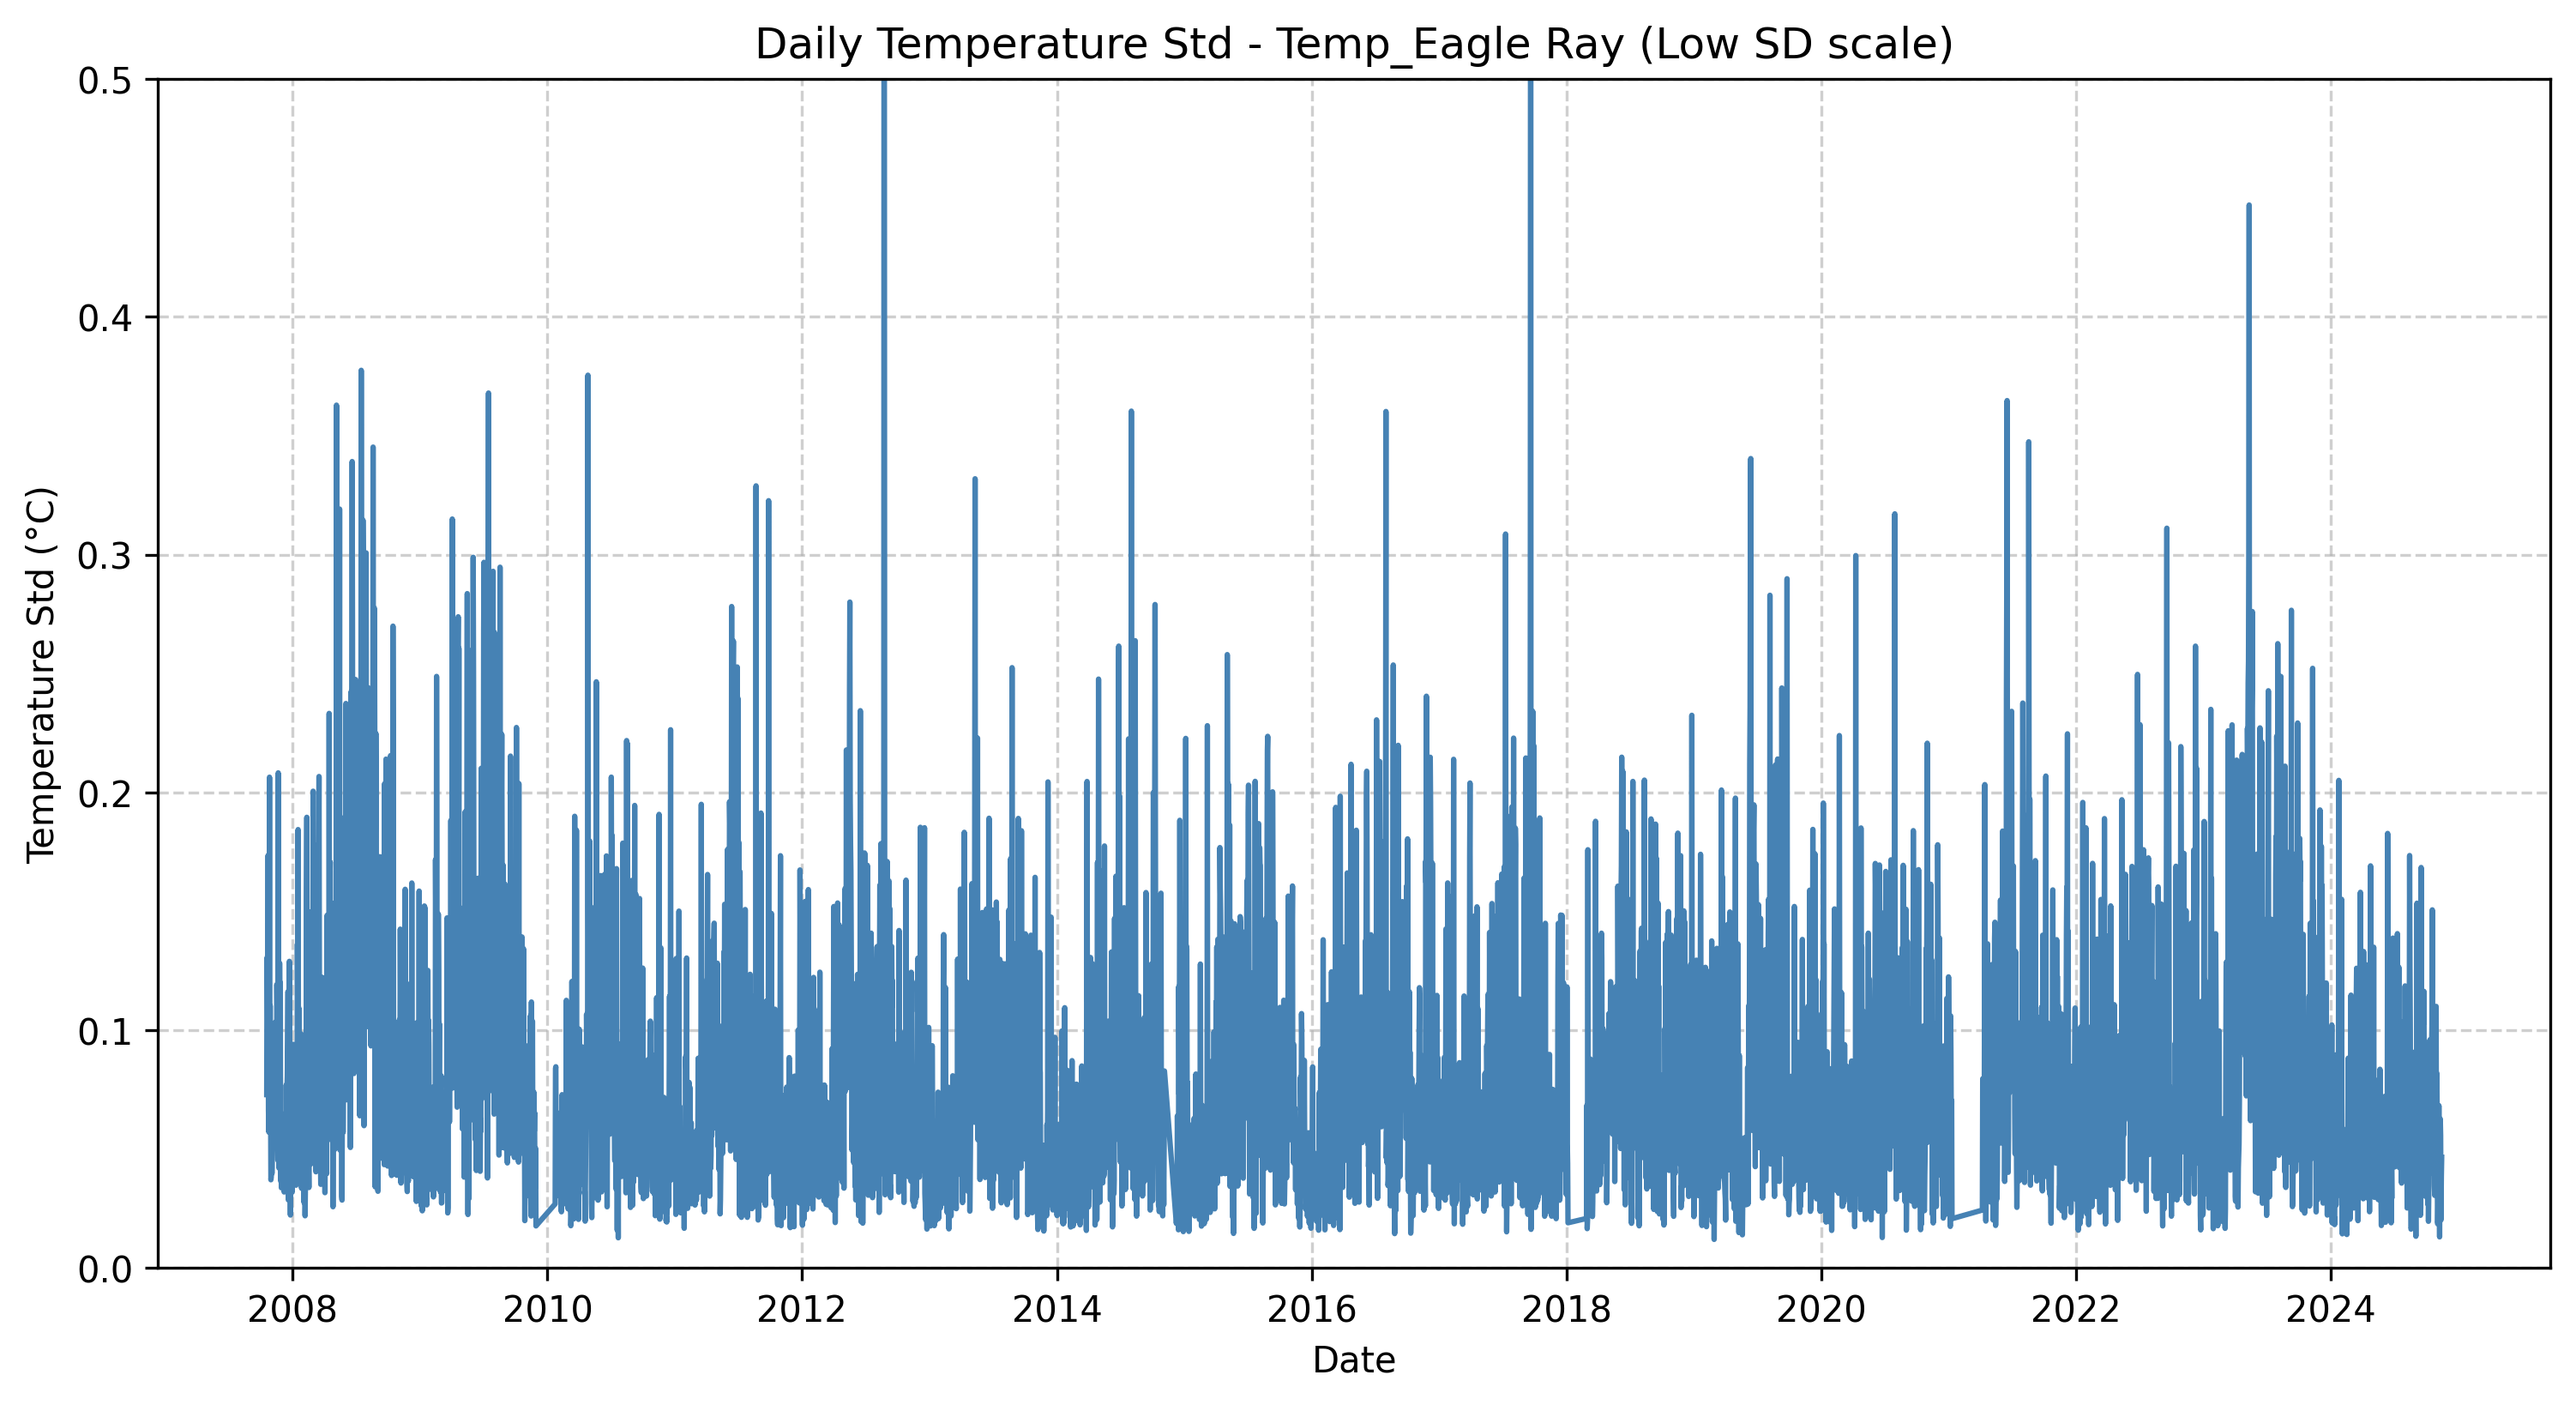 Daily Temperature Std - Temp_Eagle Ray (Low SD scale)
0.5
0.4
0.3
0.2
0.1
0.0
Temperature Std (°C)
2008 2010 2012 2014 2016 2018 2020 2022 2024
Date